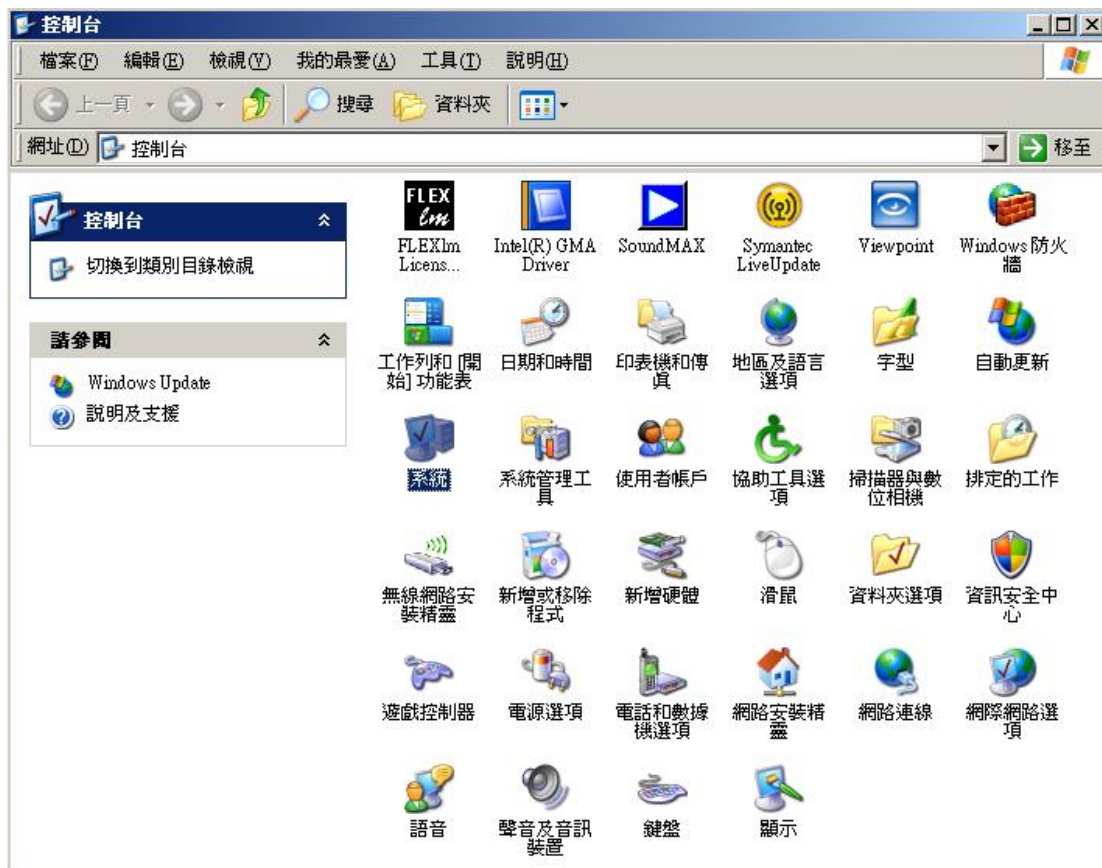 控制台
檔案(F) 編輯(E) 檢視(V) 我的最愛(A) 工具(T) 說明(H)
上一頁 搜尋 資料夾
網址(D) 控制台 移至
控制台
切換到類別目錄檢視
請參閱
Windows Update
說明及支援
FLEX
lm
FLEXlm
Licens...
Intel(R) GMA
Driver
SoundMAX
Symantec
LiveUpdate
Viewpoint
Windows 防火
牆
工作列和 [開
始] 功能表
日期和時間
印表機和傳
真
地區及語言
選項
字型
自動更新
系統
系統管理工
具
使用者帳戶
協助工具選
項
掃描器與數
位相機
排定的工作
無線網路安
裝精靈
新增或移除
程式
新增硬體
滑鼠
資料夾選項
資訊安全中
心
遊戲控制器
電源選項
電話和數據
機選項
網路安裝精
靈
網路連線
網際網路選
項
語音
聲音及音訊
裝置
鍵盤
顯示